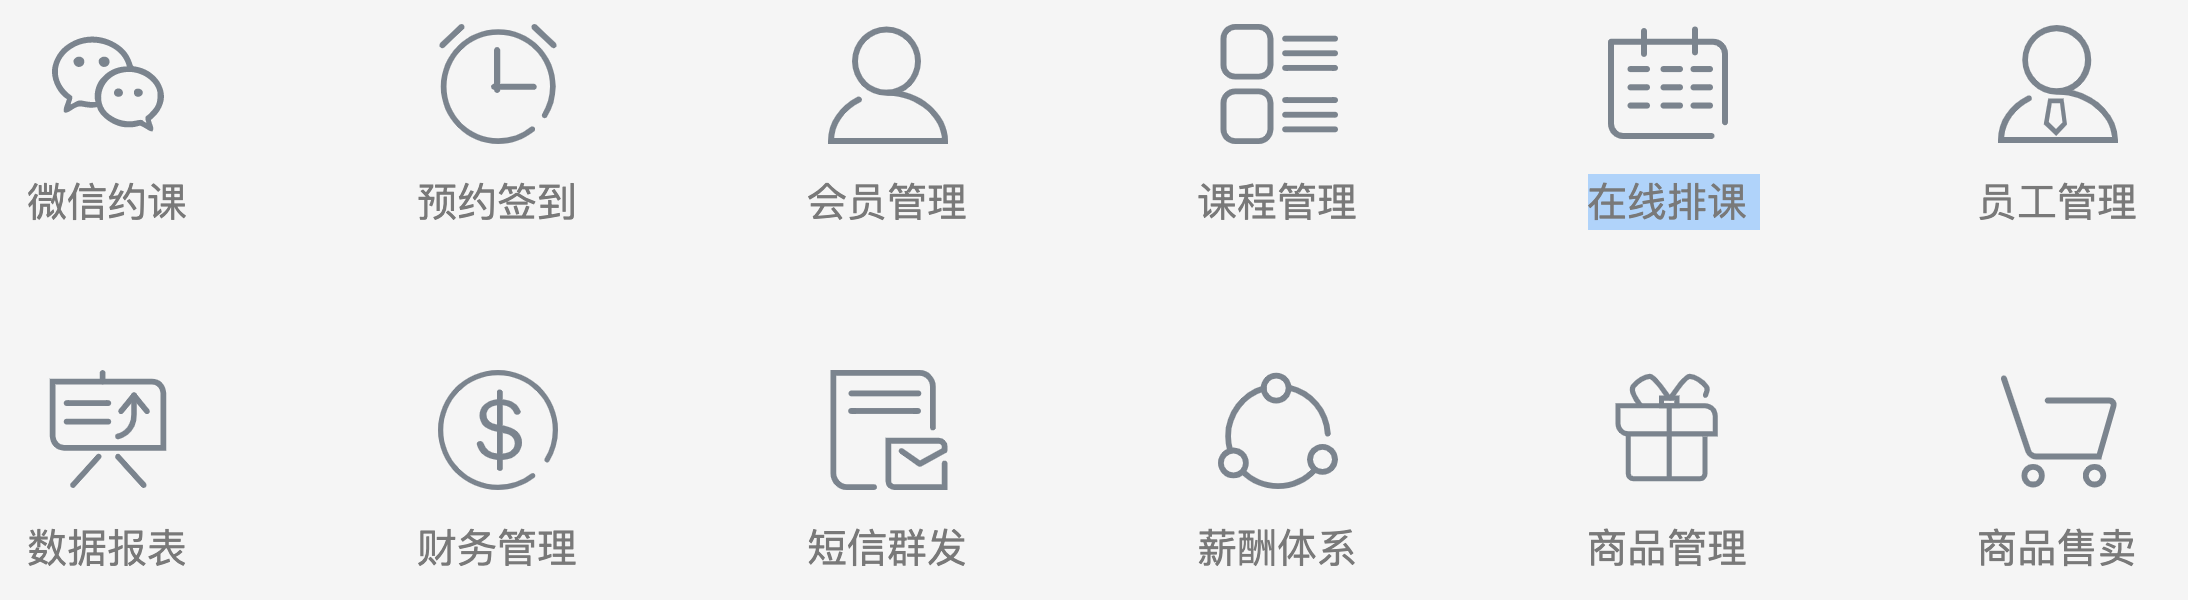 微信约课
预约签到
会员管理
课程管理
在线排课
员工管理
数据报表
财务管理
短信群发
薪酬体系
商品管理
商品售卖